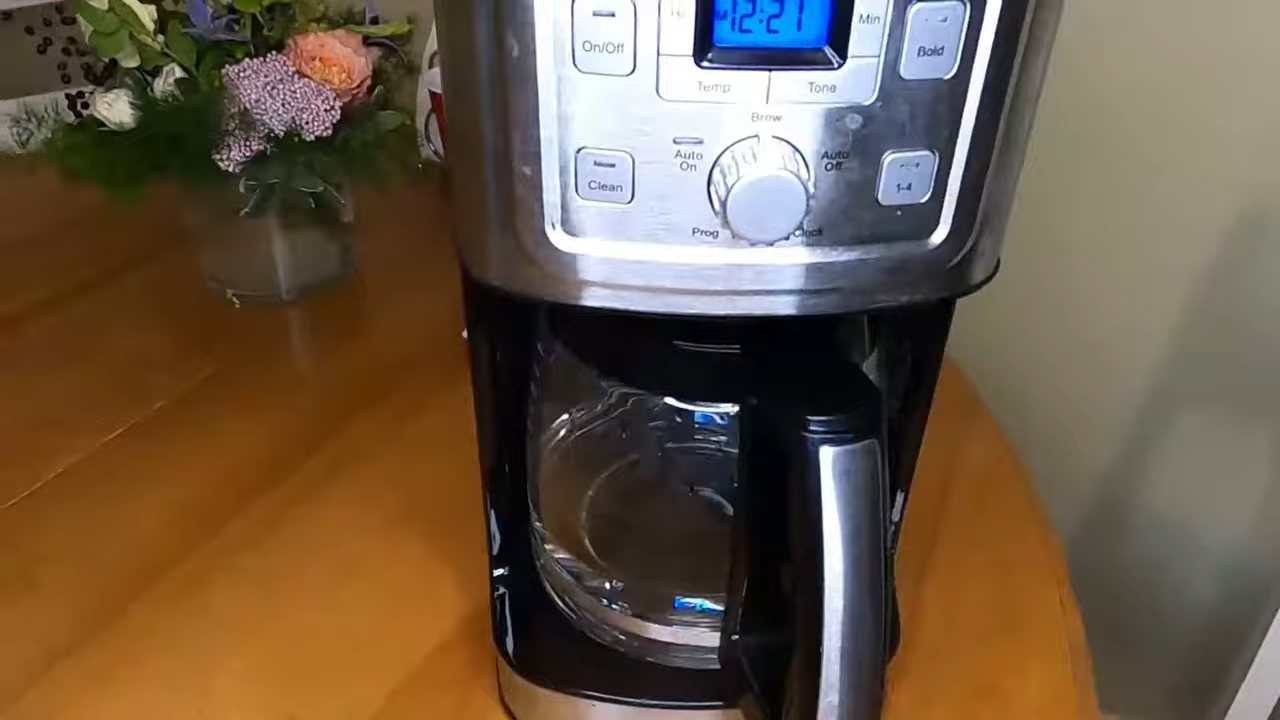 12:27
Min
On/Off
Bold
Temp
Tone
Brew
Auto On
Auto Off
Clean
1-4
Prog
Clock